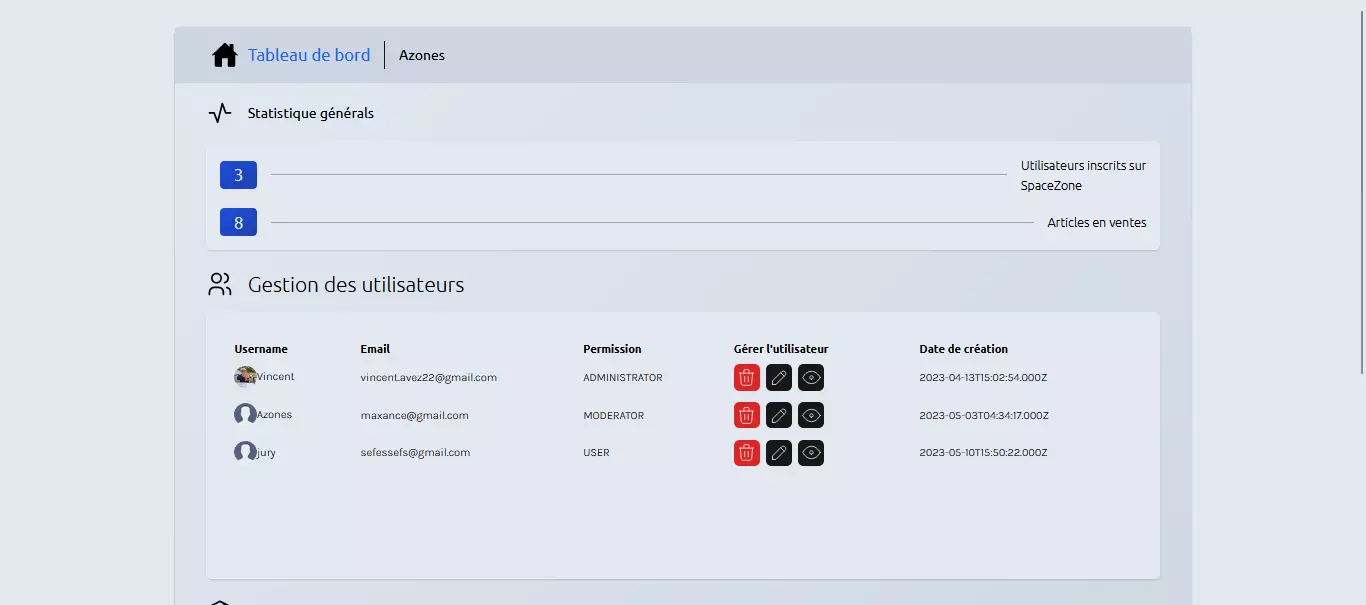 Tableau de bord Azones
Statistique générals
3 Utilisateurs inscrits sur
SpaceZone
8 Articles en ventes
Gestion des utilisateurs
Username Email Permission Gérer l'utilisateur Date de création
Vincent vincent.avez22@gmail.com ADMINISTRATOR 2023-04-13T15:02:54.000Z
Azones maxance@gmail.com MODERATOR 2023-05-03T04:34:17.000Z
jury sefessefs@gmail.com USER 2023-05-10T15:50:22.000Z